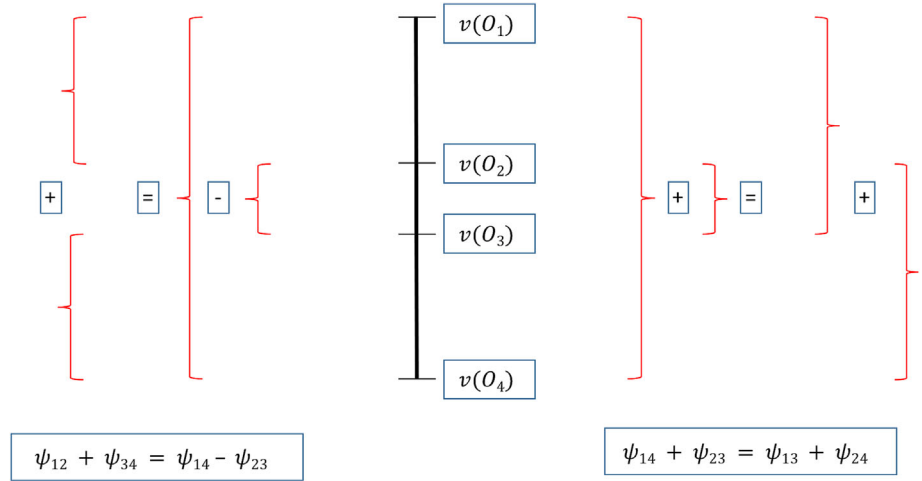 v(O₁)
v(O₂)
+ = - + = +
v(O₃)
v(O₄)
ψ₁₂ + ψ₃₄ = ψ₁₄ – ψ₂₃
ψ₁₄ + ψ₂₃ = ψ₁₃ + ψ₂₄